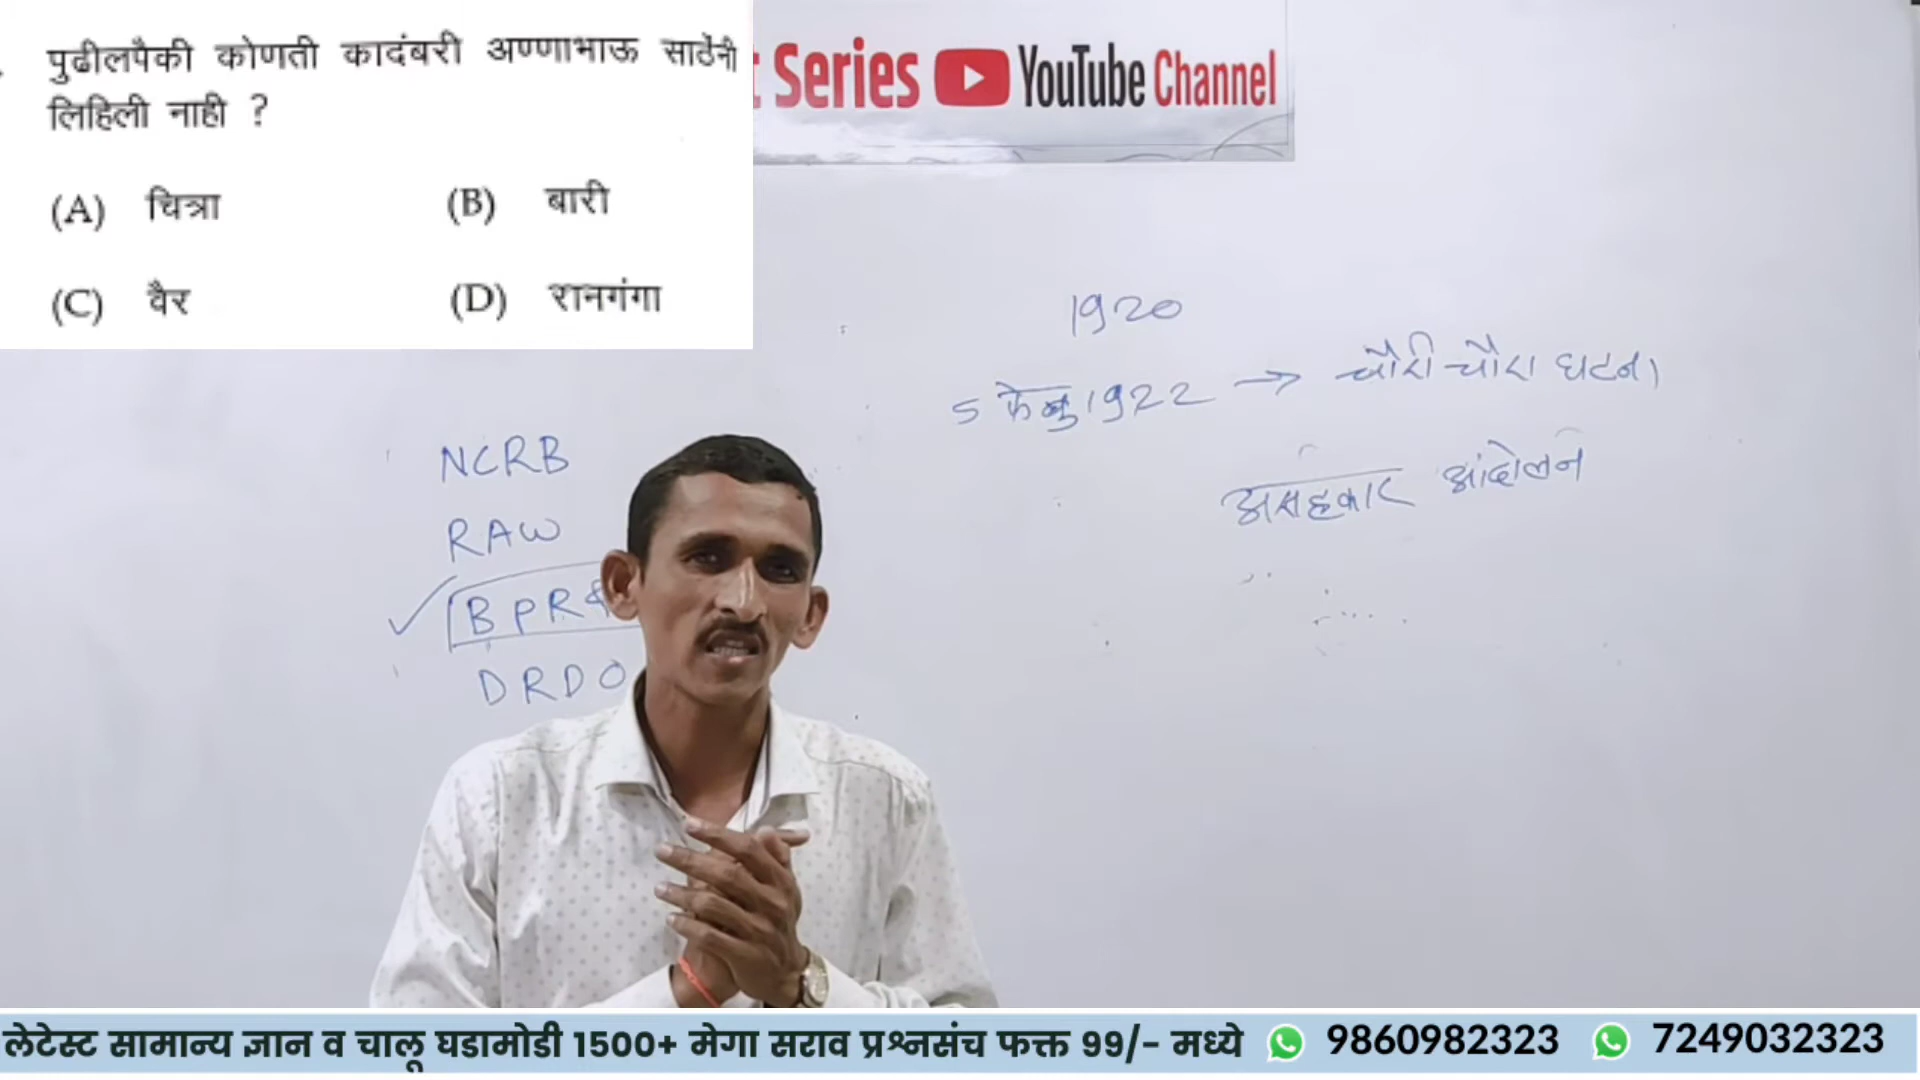 पुढीलपैकी कोणती कादंबरी अण्णाभाऊ साठेंनी
लिहिली नाही ?
(A) चित्रा (B) बारी
(C) वैर (D) रानगंगा
Series YouTube Channel
1920
5 फेब्रु 1922 → चौरी चौरा घटना
असहकार आंदोलन
NCRB
RAW
BPR&
DRDO
लेटेस्ट सामान्य ज्ञान व चालू घडामोडी 1500+ मेगा सराव प्रश्नसंच फक्त 99/- मध्ये 9860982323 7249032323